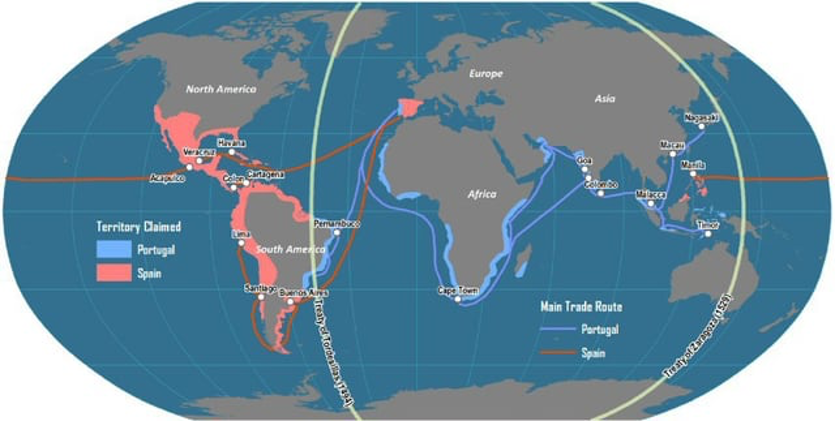 North America
Europe
Asia
Nagasaki
Macau
Havana
Veracruz
Goa
Manila
Acapulco
Colon
Cartagena
Colombo
Africa
Malacca
Territory Claimed
Portugal
Spain
Pernambuco
Timor
Lima
South America
Santiago
Buenos Aires
Cape Town
Main Trade Route
Portugal
Spain
Treaty of Tordesillas (1494)
Treaty of Zaragoza (1529)